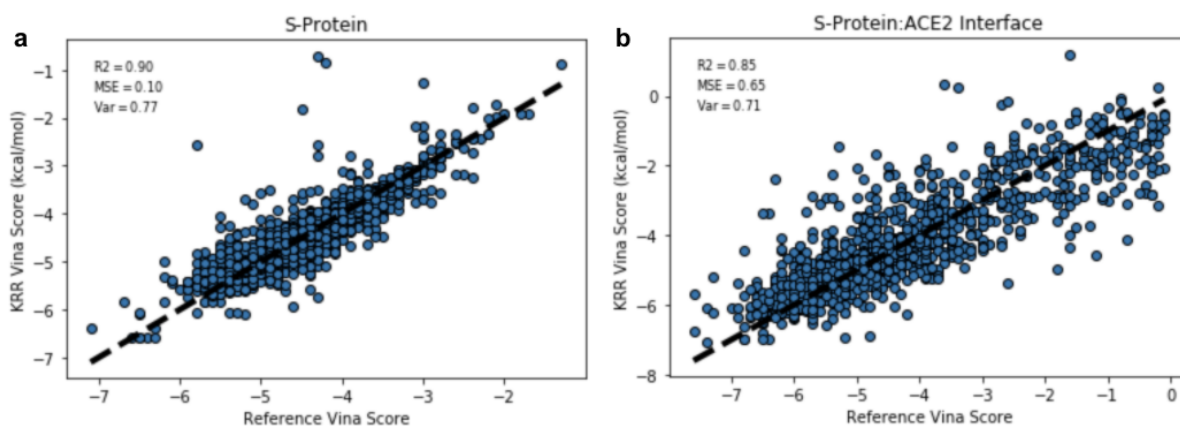 a
S-Protein
R2 = 0.90
MSE = 0.10
Var = 0.77
KRR Vina Score (kcal/mol)
−1
−2
−3
−4
−5
−6
−7
−7 −6 −5 −4 −3 −2
Reference Vina Score
b
S-Protein:ACE2 Interface
R2 = 0.85
MSE = 0.65
Var = 0.71
KRR Vina Score (kcal/mol)
0
−2
−4
−6
−8
−7 −6 −5 −4 −3 −2 −1 0
Reference Vina Score